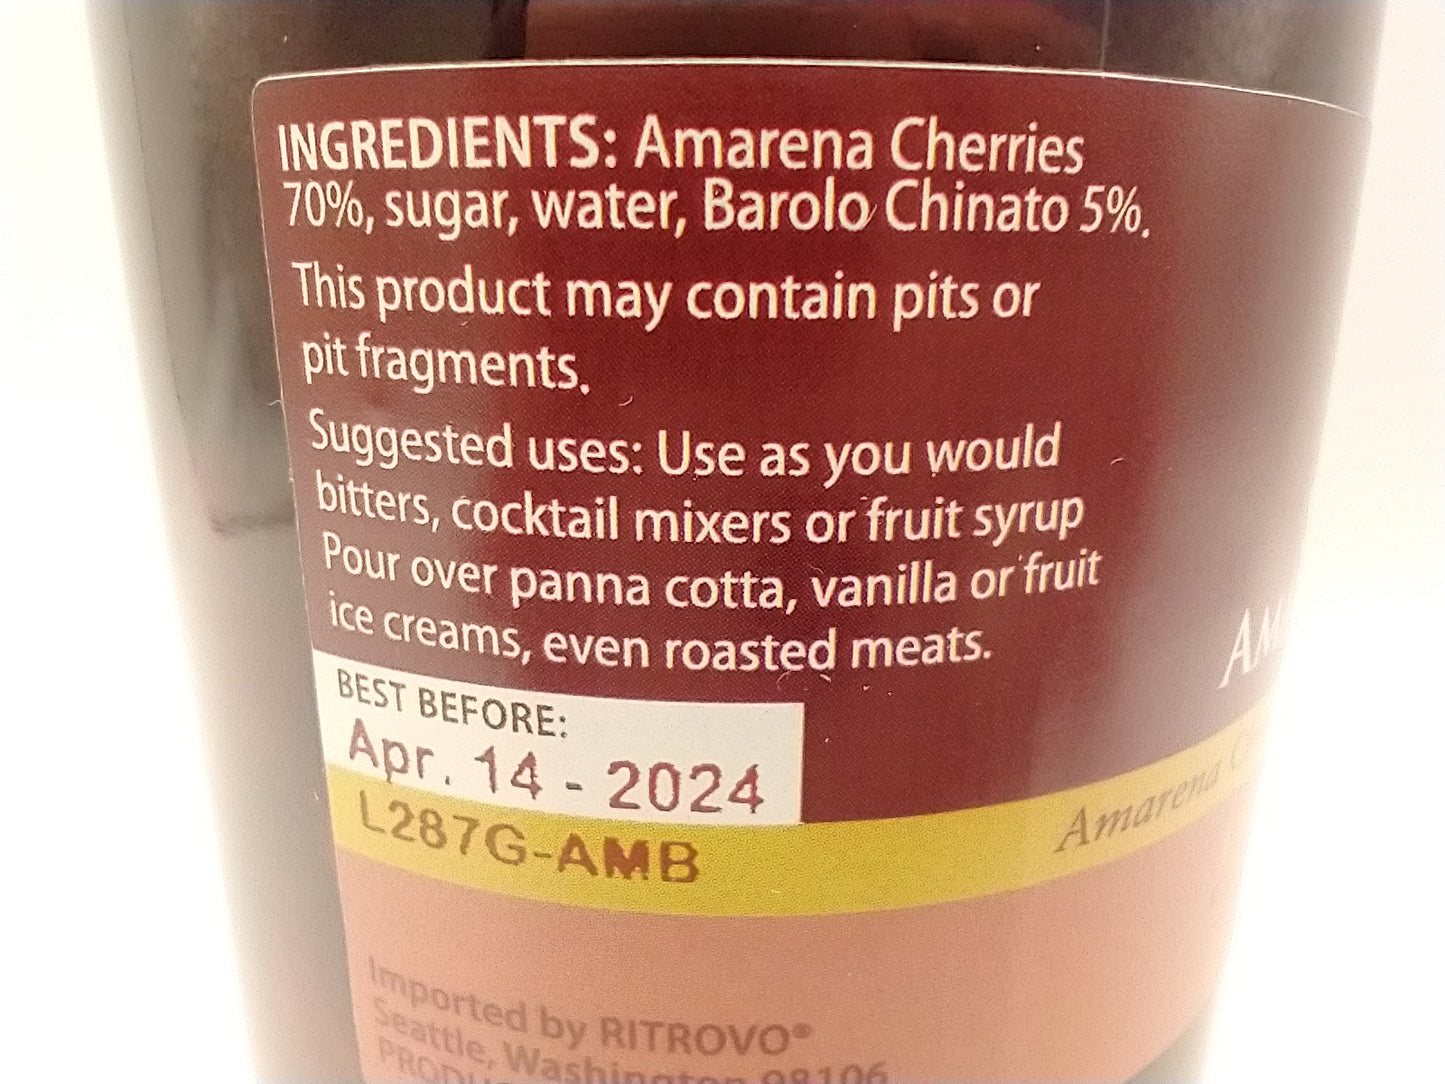 INGREDIENTS: Amarena Cherries
70%, sugar, water, Barolo Chinato 5%.
This product may contain pits or
pit fragments.
Suggested uses: Use as you would
bitters, cocktail mixers or fruit syrup
Pour over panna cotta, vanilla or fruit
ice creams, even roasted meats.
BEST BEFORE:
Apr. 14 - 2024
L287G-AMB
Amarena
Imported by RITROVO®
Seattle, Washington 98106